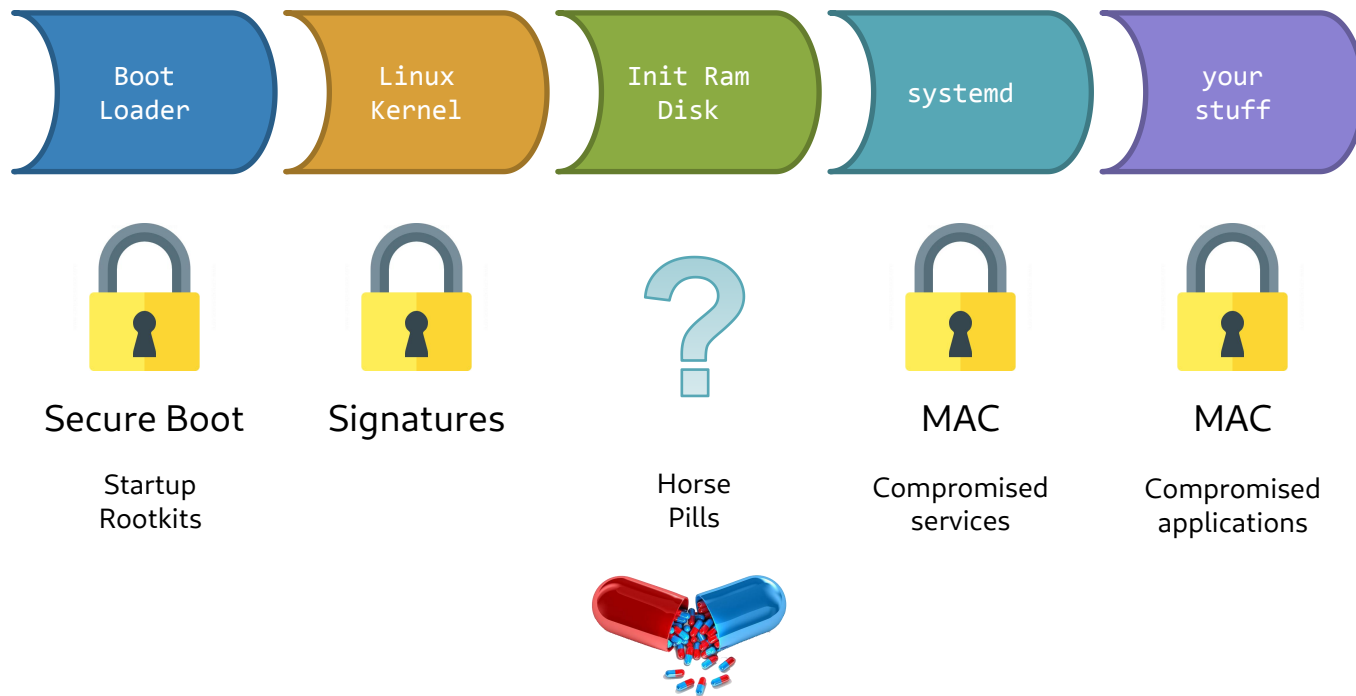 Boot
Loader
Linux
Kernel
Init Ram
Disk
systemd
your
stuff
Secure Boot
Signatures
MAC
MAC
Startup
Rootkits
Horse
Pills
Compromised
services
Compromised
applications